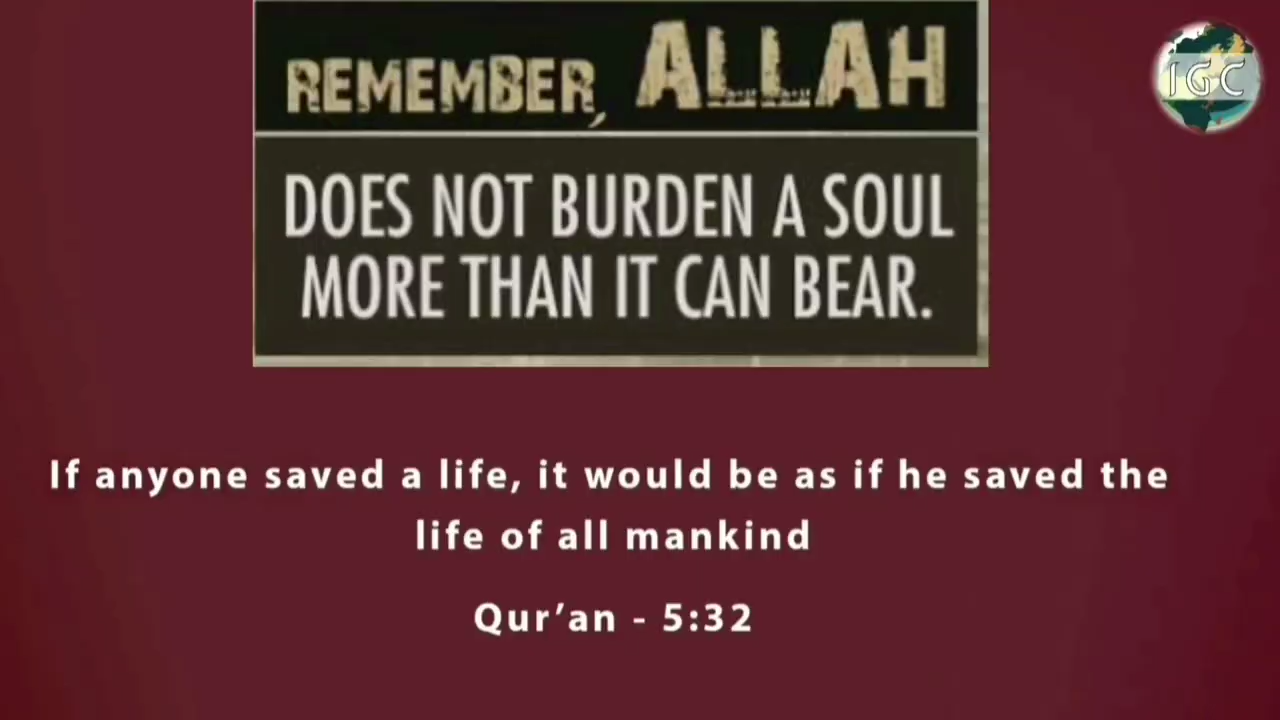 REMEMBER, ALLAH
DOES NOT BURDEN A SOUL
MORE THAN IT CAN BEAR.
IGC
If anyone saved a life, it would be as if he saved the
life of all mankind
Qur’an - 5:32